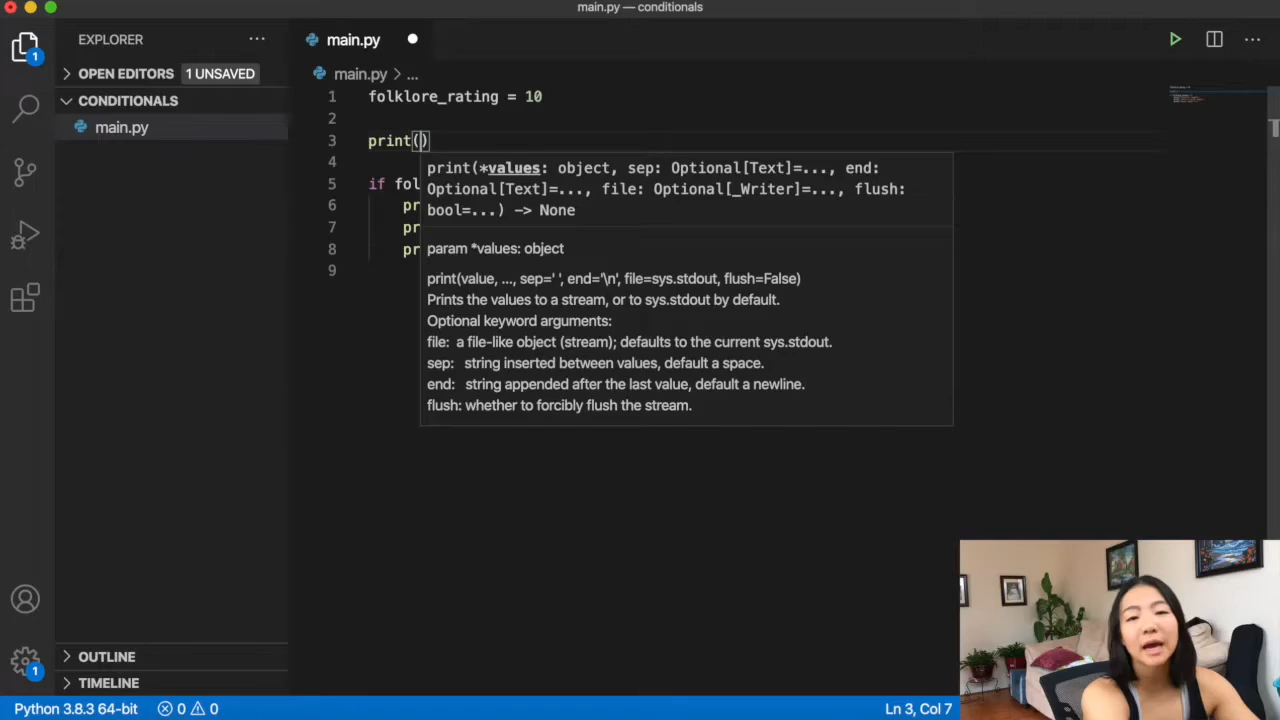 main.py — conditionals
EXPLORER
main.py
OPEN EDITORS 1 UNSAVED
main.py > ...
CONDITIONALS
main.py
1 folklore_rating = 10
2
3 print()
4
5 if fol
6 pr
7 pr
8 pr
9
print(*values: object, sep: Optional[Text]=..., end:
Optional[Text]=..., file: Optional[_Writer]=..., flush:
bool=...) -> None
param *values: object
print(value, ..., sep=' ', end='\n', file=sys.stdout, flush=False)
Prints the values to a stream, or to sys.stdout by default.
Optional keyword arguments:
file: a file-like object (stream); defaults to the current sys.stdout.
sep: string inserted between values, default a space.
end: string appended after the last value, default a newline.
flush: whether to forcibly flush the stream.
1
1
OUTLINE
TIMELINE
Python 3.8.3 64-bit 0 0
Ln 3, Col 7